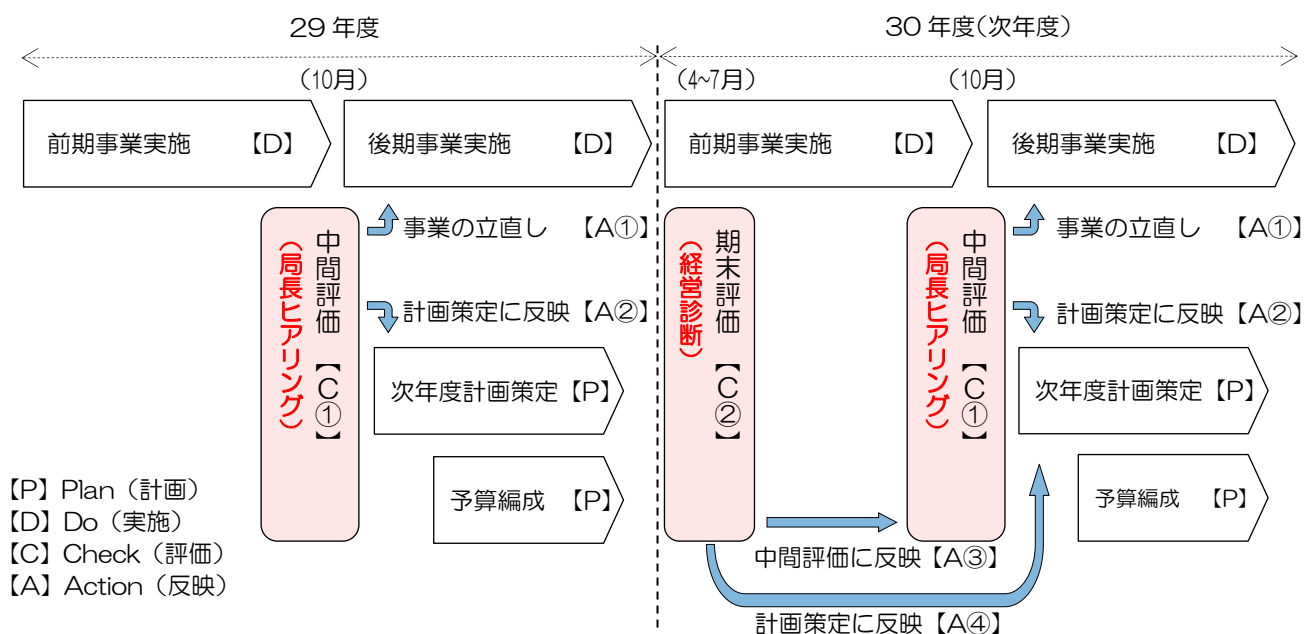 29年度
30年度(次年度)
(10月)
(4~7月)
(10月)
前期事業実施 【D】
後期事業実施 【D】
前期事業実施 【D】
後期事業実施 【D】
中間評価【C①】
(局長ヒアリング)
事業の立直し 【A①】
計画策定に反映【A②】
次年度計画策定【P】
予算編成 【P】
期末評価【C②】
(経営診断)
中間評価【C①】
(局長ヒアリング)
事業の立直し 【A①】
計画策定に反映【A②】
次年度計画策定【P】
予算編成 【P】
中間評価に反映【A③】
計画策定に反映【A④】
【P】Plan(計画)
【D】Do(実施)
【C】Check(評価)
【A】Action(反映)